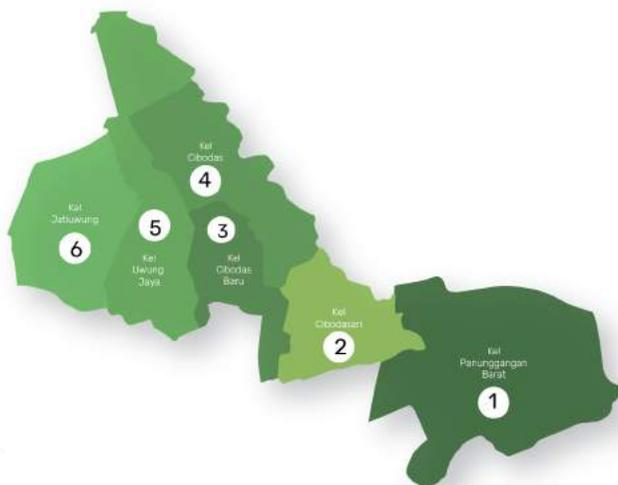 Kel
Cibodas
4
Kel
Jatiuwung
6
5
Kel
Uwung
Jaya
3
Kel
Cibodas
Baru
Kel
Cibodasari
2
Kel
Panunggangan
Barat
1